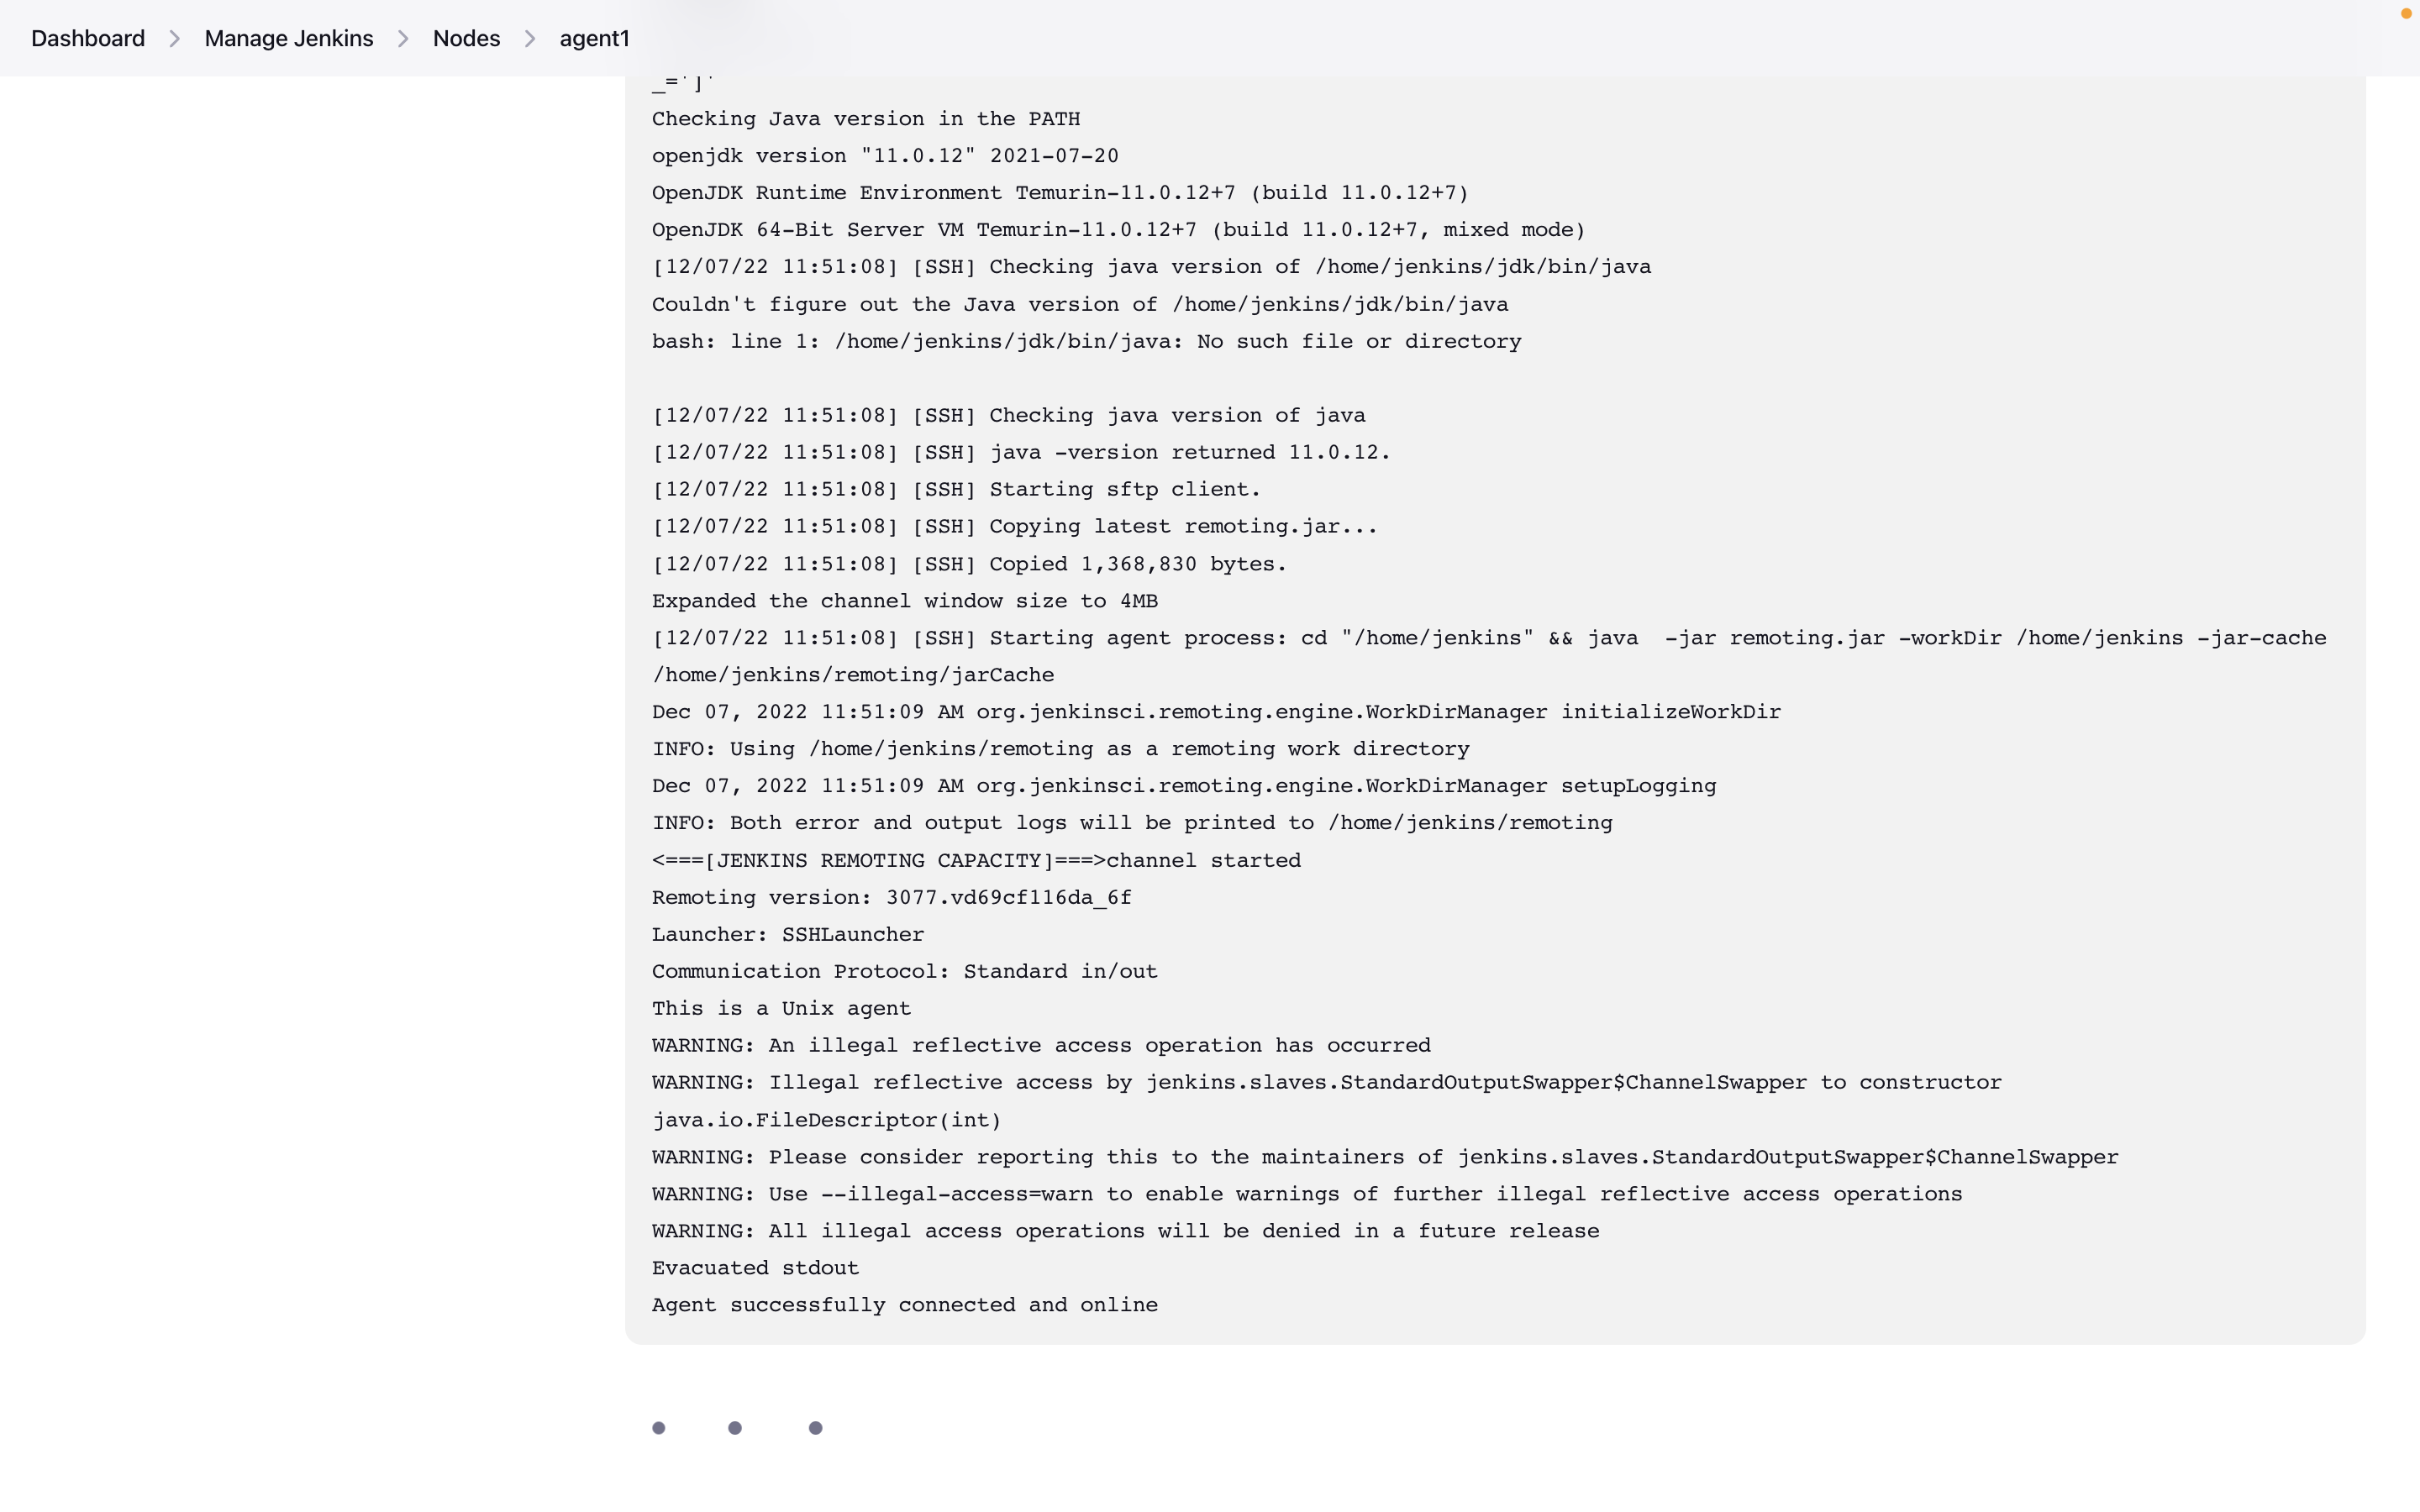 Dashboard > Manage Jenkins > Nodes > agent1
_=']'
Checking Java version in the PATH
openjdk version "11.0.12" 2021-07-20
OpenJDK Runtime Environment Temurin-11.0.12+7 (build 11.0.12+7)
OpenJDK 64-Bit Server VM Temurin-11.0.12+7 (build 11.0.12+7, mixed mode)
[12/07/22 11:51:08] [SSH] Checking java version of /home/jenkins/jdk/bin/java
Couldn't figure out the Java version of /home/jenkins/jdk/bin/java
bash: line 1: /home/jenkins/jdk/bin/java: No such file or directory
[12/07/22 11:51:08] [SSH] Checking java version of java
[12/07/22 11:51:08] [SSH] java -version returned 11.0.12.
[12/07/22 11:51:08] [SSH] Starting sftp client.
[12/07/22 11:51:08] [SSH] Copying latest remoting.jar...
[12/07/22 11:51:08] [SSH] Copied 1,368,830 bytes.
Expanded the channel window size to 4MB
[12/07/22 11:51:08] [SSH] Starting agent process: cd "/home/jenkins" && java  -jar remoting.jar -workDir /home/jenkins -jar-cache
/home/jenkins/remoting/jarCache
Dec 07, 2022 11:51:09 AM org.jenkinsci.remoting.engine.WorkDirManager initializeWorkDir
INFO: Using /home/jenkins/remoting as a remoting work directory
Dec 07, 2022 11:51:09 AM org.jenkinsci.remoting.engine.WorkDirManager setupLogging
INFO: Both error and output logs will be printed to /home/jenkins/remoting
<===[JENKINS REMOTING CAPACITY]===>channel started
Remoting version: 3077.vd69cf116da_6f
Launcher: SSHLauncher
Communication Protocol: Standard in/out
This is a Unix agent
WARNING: An illegal reflective access operation has occurred
WARNING: Illegal reflective access by jenkins.slaves.StandardOutputSwapper$ChannelSwapper to constructor
java.io.FileDescriptor(int)
WARNING: Please consider reporting this to the maintainers of jenkins.slaves.StandardOutputSwapper$ChannelSwapper
WARNING: Use --illegal-access=warn to enable warnings of further illegal reflective access operations
WARNING: All illegal access operations will be denied in a future release
Evacuated stdout
Agent successfully connected and online